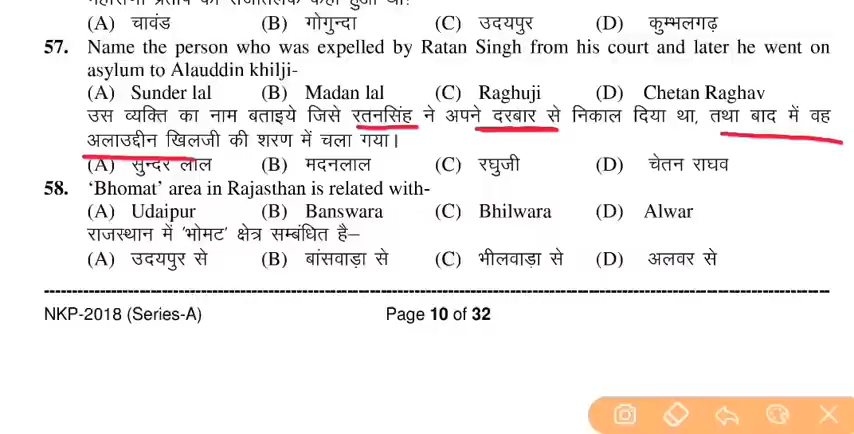 (A) चावंड (B) गोगुन्दा (C) उदयपुर (D) कुम्भलगढ़
57. Name the person who was expelled by Ratan Singh from his court and later he went on
asylum to Alauddin khilji-
(A) Sunder lal (B) Madan lal (C) Raghuji (D) Chetan Raghav
उस व्यक्ति का नाम बताइये जिसे रतनसिंह ने अपने दरबार से निकाल दिया था, तथा बाद में वह
अलाउद्दीन खिलजी की शरण में चला गया।
(A) सुन्दर लाल (B) मदनलाल (C) रघुजी (D) चेतन राघव
58. ‘Bhomat’ area in Rajasthan is related with-
(A) Udaipur (B) Banswara (C) Bhilwara (D) Alwar
राजस्थान में ‘भोमट’ क्षेत्र सम्बंधित है–
(A) उदयपुर से (B) बांसवाड़ा से (C) भीलवाड़ा से (D) अलवर से
NKP-2018 (Series-A) Page 10 of 32